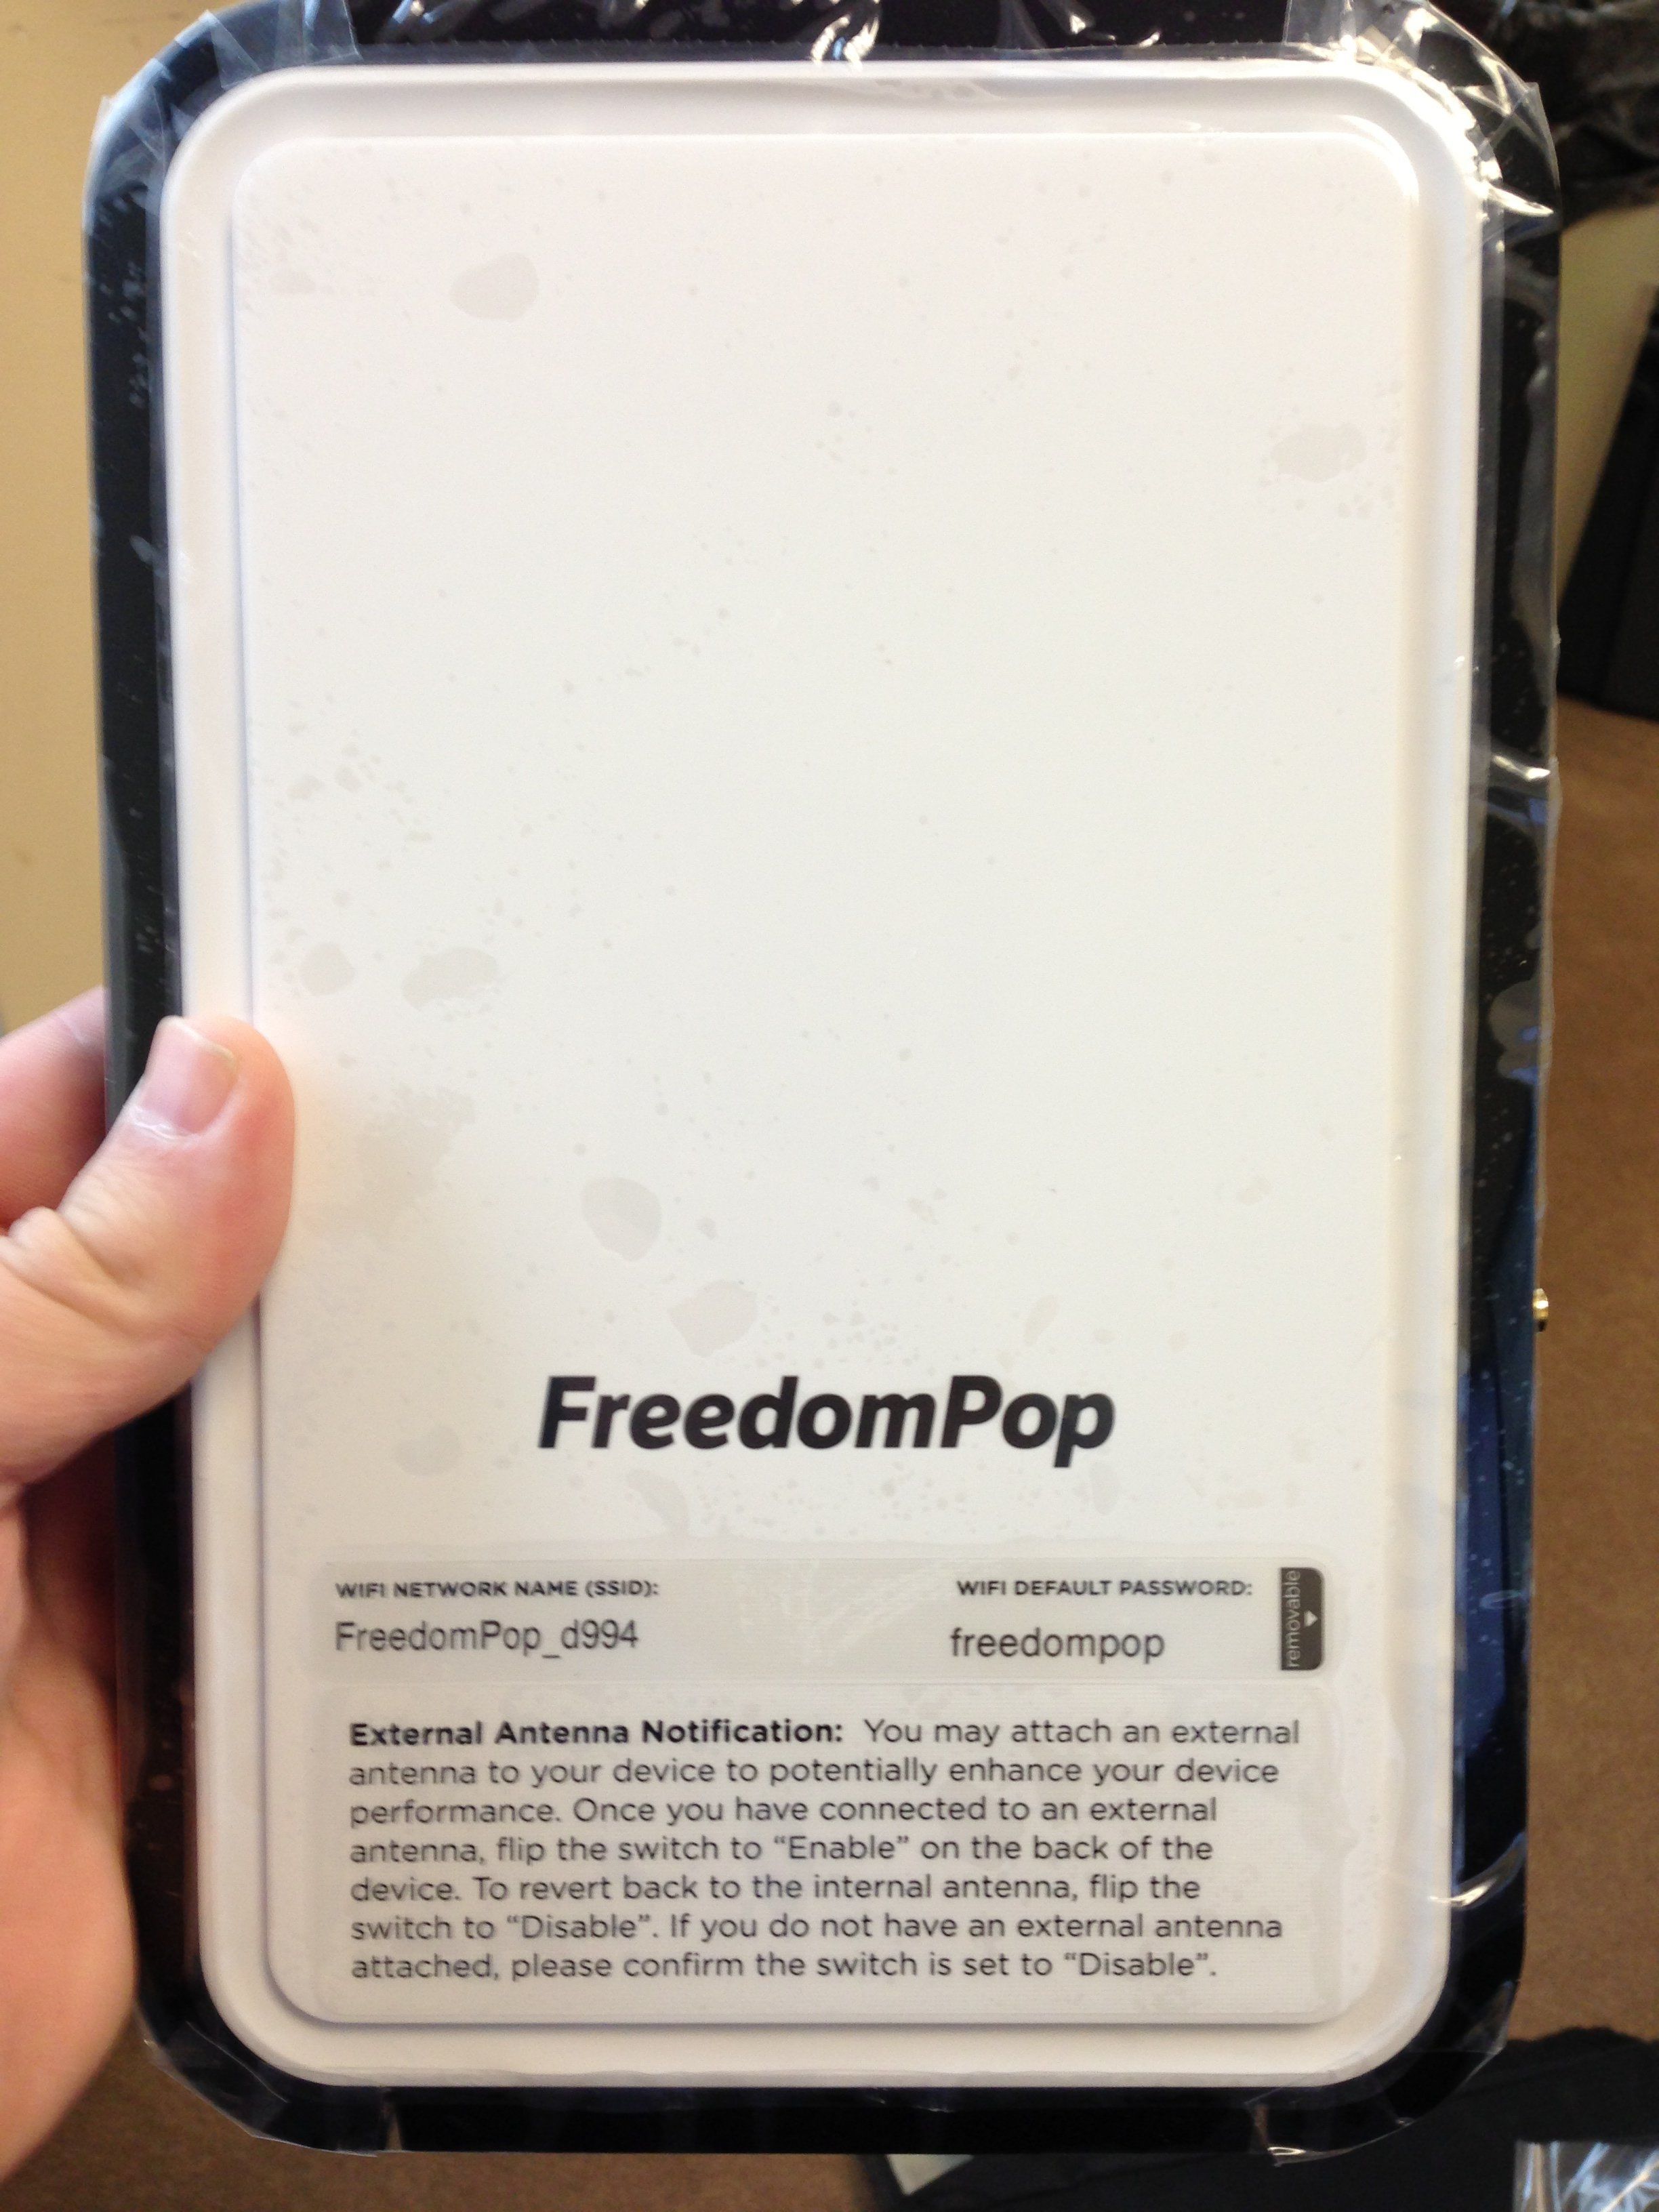 FreedomPop
WIFI NETWORK NAME (SSID):
FreedomPop_d994
WIFI DEFAULT PASSWORD:
freedompop
removable
External Antenna Notification: You may attach an external
antenna to your device to potentially enhance your device
performance. Once you have connected to an external
antenna, flip the switch to “Enable” on the back of the
device. To revert back to the internal antenna, flip the
switch to “Disable”. If you do not have an external antenna
attached, please confirm the switch is set to “Disable”.